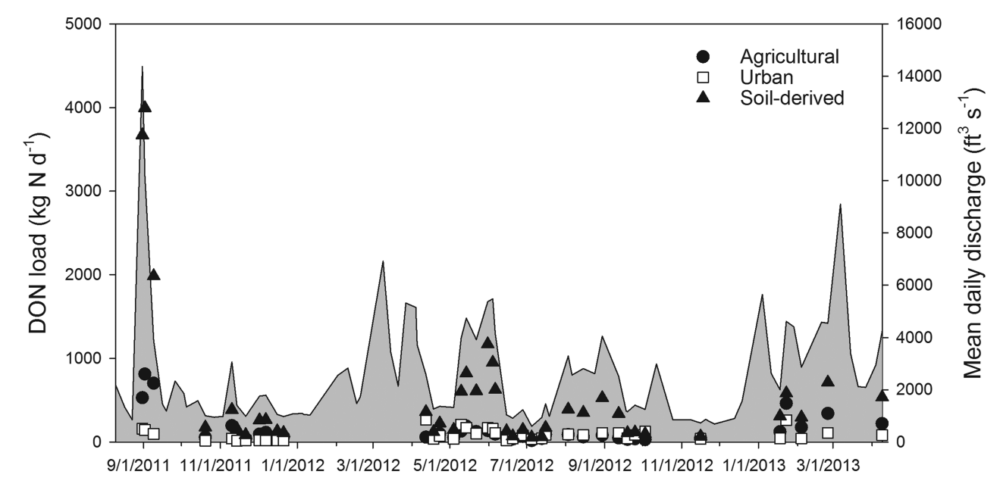 5000
4000
3000
2000
1000
0
DON load (kg N d⁻¹)
16000
14000
12000
10000
8000
6000
4000
2000
0
Mean daily discharge (ft³ s⁻¹)
Agricultural
Urban
Soil-derived
9/1/2011 11/1/2011 1/1/2012 3/1/2012 5/1/2012 7/1/2012 9/1/2012 11/1/2012 1/1/2013 3/1/2013